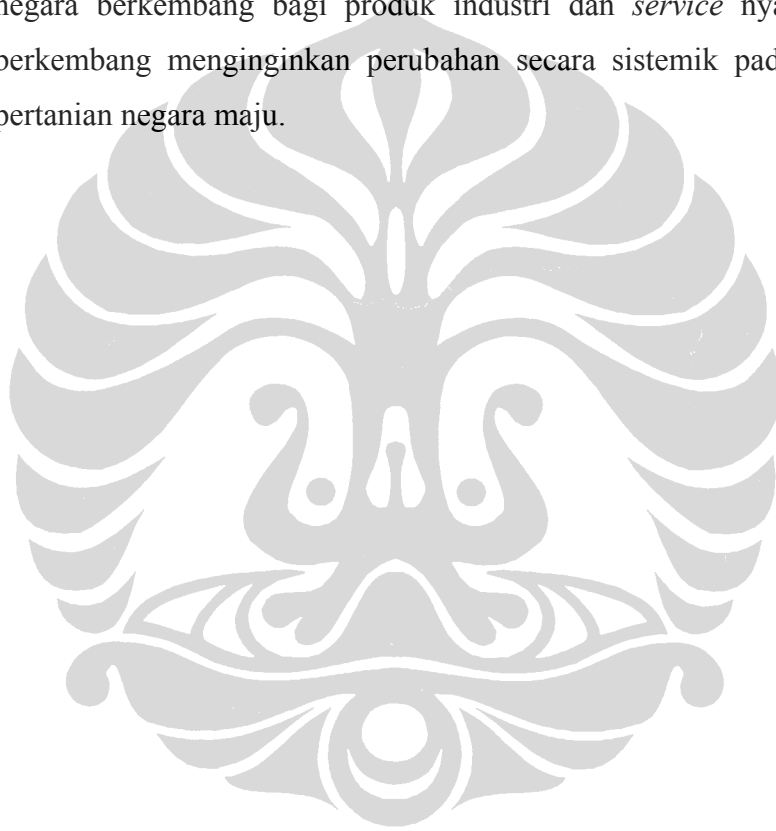 negara berkembang bagi produk industri dan service nya
berkembang menginginkan perubahan secara sistemik pad
pertanian negara maju.